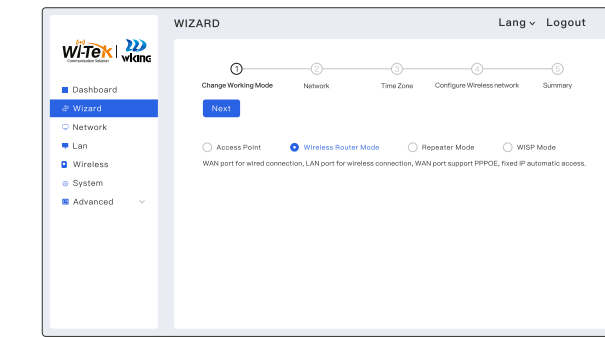 WIZARD
Lang Logout
Wi-Tek wking
Communication Solution
1 2 3 4 5
Change Working Mode Network Time Zone Configure Wireless network Summary
Next
Dashboard
Wizard
Network
Lan
Wireless
System
Advanced
Access Point Wireless Router Mode Repeater Mode WISP Mode
WAN port for wired connection, LAN port for wireless connection, WAN port support PPPOE, fixed IP automatic access.